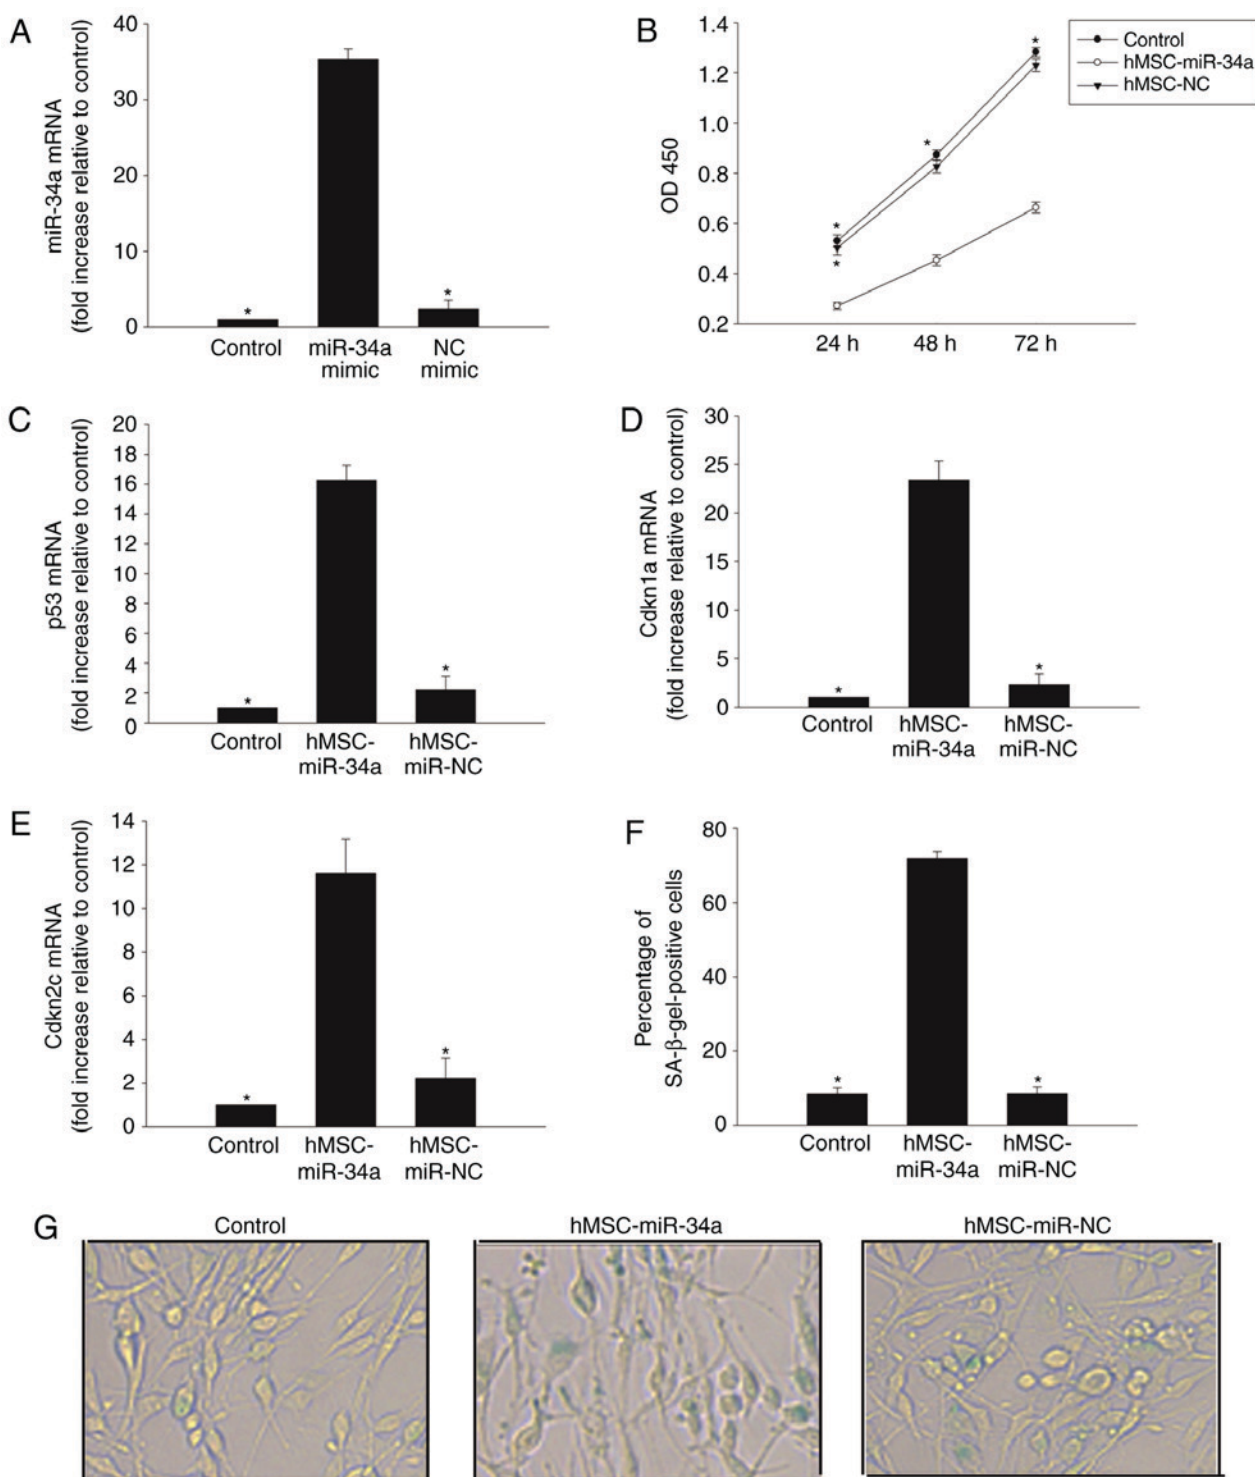 A
miR-34a mRNA
(fold increase relative to control)
40
30
20
10
0
*
*
Control
miR-34a
mimic
NC
mimic
B
OD 450
1.4
1.2
1.0
0.8
0.6
0.4
0.2
*
*
*
*
24 h
48 h
72 h
Control
hMSC-miR-34a
hMSC-NC
C
p53 mRNA
(fold increase relative to control)
20
18
16
14
12
10
8
6
4
2
0
*
*
Control
hMSC-
miR-34a
hMSC-
miR-NC
D
Cdkn1a mRNA
(fold increase relative to control)
30
25
20
15
10
5
0
*
*
Control
hMSC-
miR-34a
hMSC-
miR-NC
E
Cdkn2c mRNA
(fold increase relative to control)
14
12
10
8
6
4
2
0
*
*
Control
hMSC-
miR-34a
hMSC-
miR-NC
F
Percentage of
SA-β-gel-positive cells
80
60
40
20
0
*
*
Control
hMSC-
miR-34a
hMSC-
miR-NC
G
Control
hMSC-miR-34a
hMSC-miR-NC